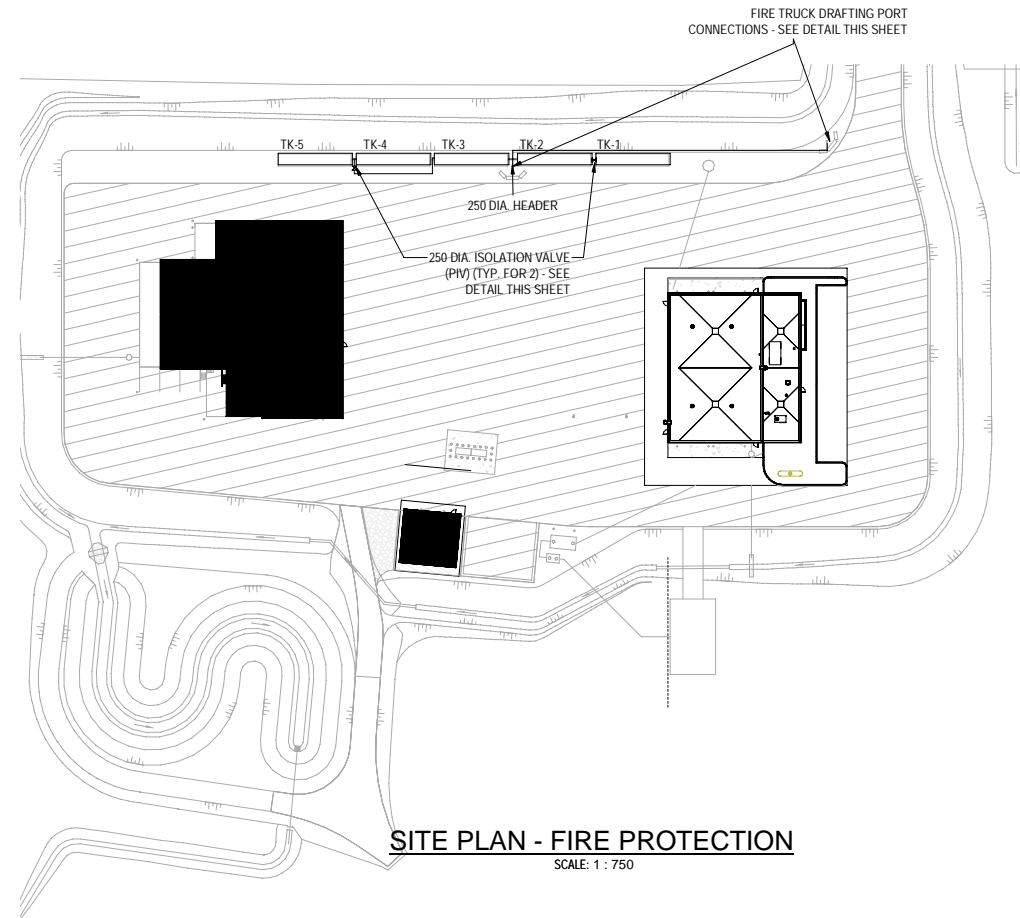 FIRE TRUCK DRAFTING PORT
CONNECTIONS - SEE DETAIL THIS SHEET
TK-5
TK-4
TK-3
TK-2
TK-1
250 DIA. HEADER
250 DIA. ISOLATION VALVE
(PIV) (TYP. FOR 2) - SEE
DETAIL THIS SHEET
SITE PLAN - FIRE PROTECTION
SCALE: 1 : 750